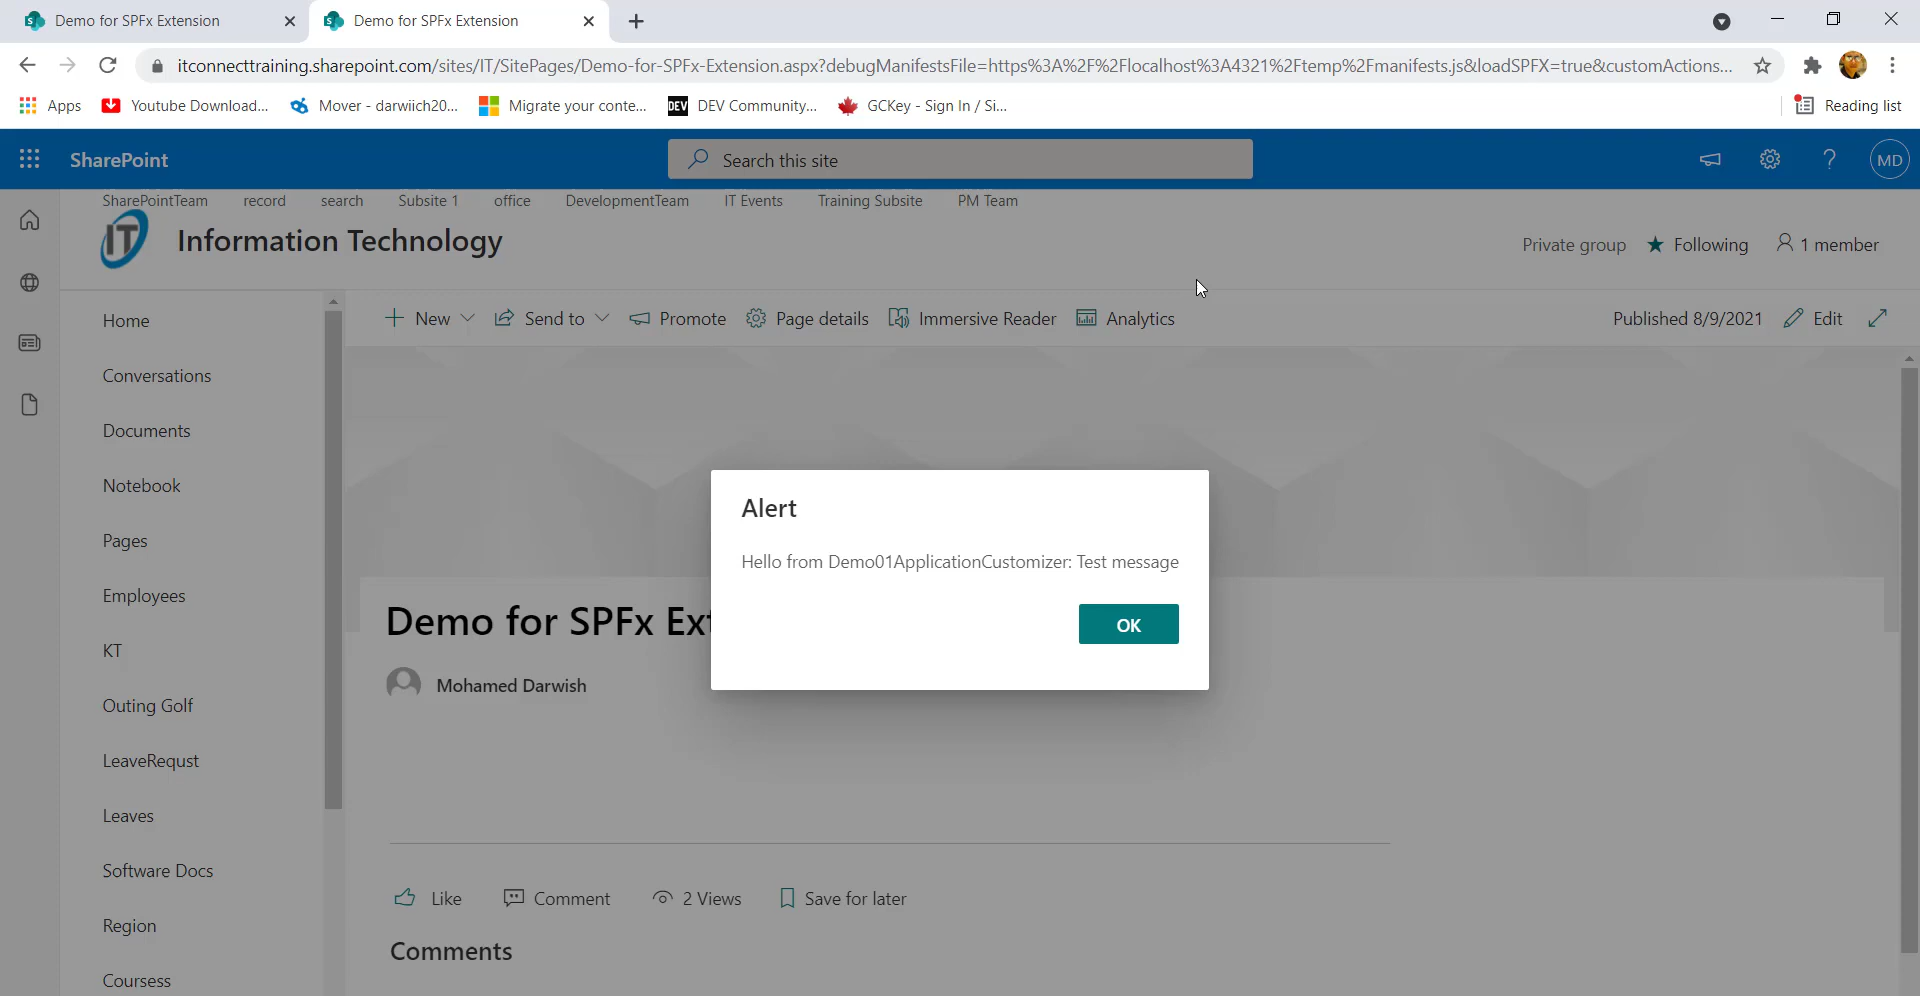 Demo for SPFx Extension
Demo for SPFx Extension
itconnecttraining.sharepoint.com/sites/IT/SitePages/Demo-for-SPFx-Extension.aspx?debugManifestsFile=https%3A%2F%2Flocalhost%3A4321%2Ftemp%2Fmanifests.js&loadSPFX=true&customActions...
Apps Youtube Download... Mover - darwiich20... Migrate your conte... DEV DEV Community... GCKey - Sign In / Si... Reading list
SharePoint Search this site ? MD
SharePointTeam record search Subsite 1 office DevelopmentTeam IT Events Training Subsite PM Team
IT Information Technology
Private group Following 1 member
Home
Conversations
Documents
Notebook
Pages
Employees
KT
Outing Golf
LeaveRequst
Leaves
Software Docs
Region
Coursess
New Send to Promote Page details Immersive Reader Analytics Published 8/9/2021 Edit
Alert
Hello from Demo01ApplicationCustomizer: Test message
OK
Demo for SPFx Ext
Mohamed Darwish
Like Comment 2 Views Save for later
Comments